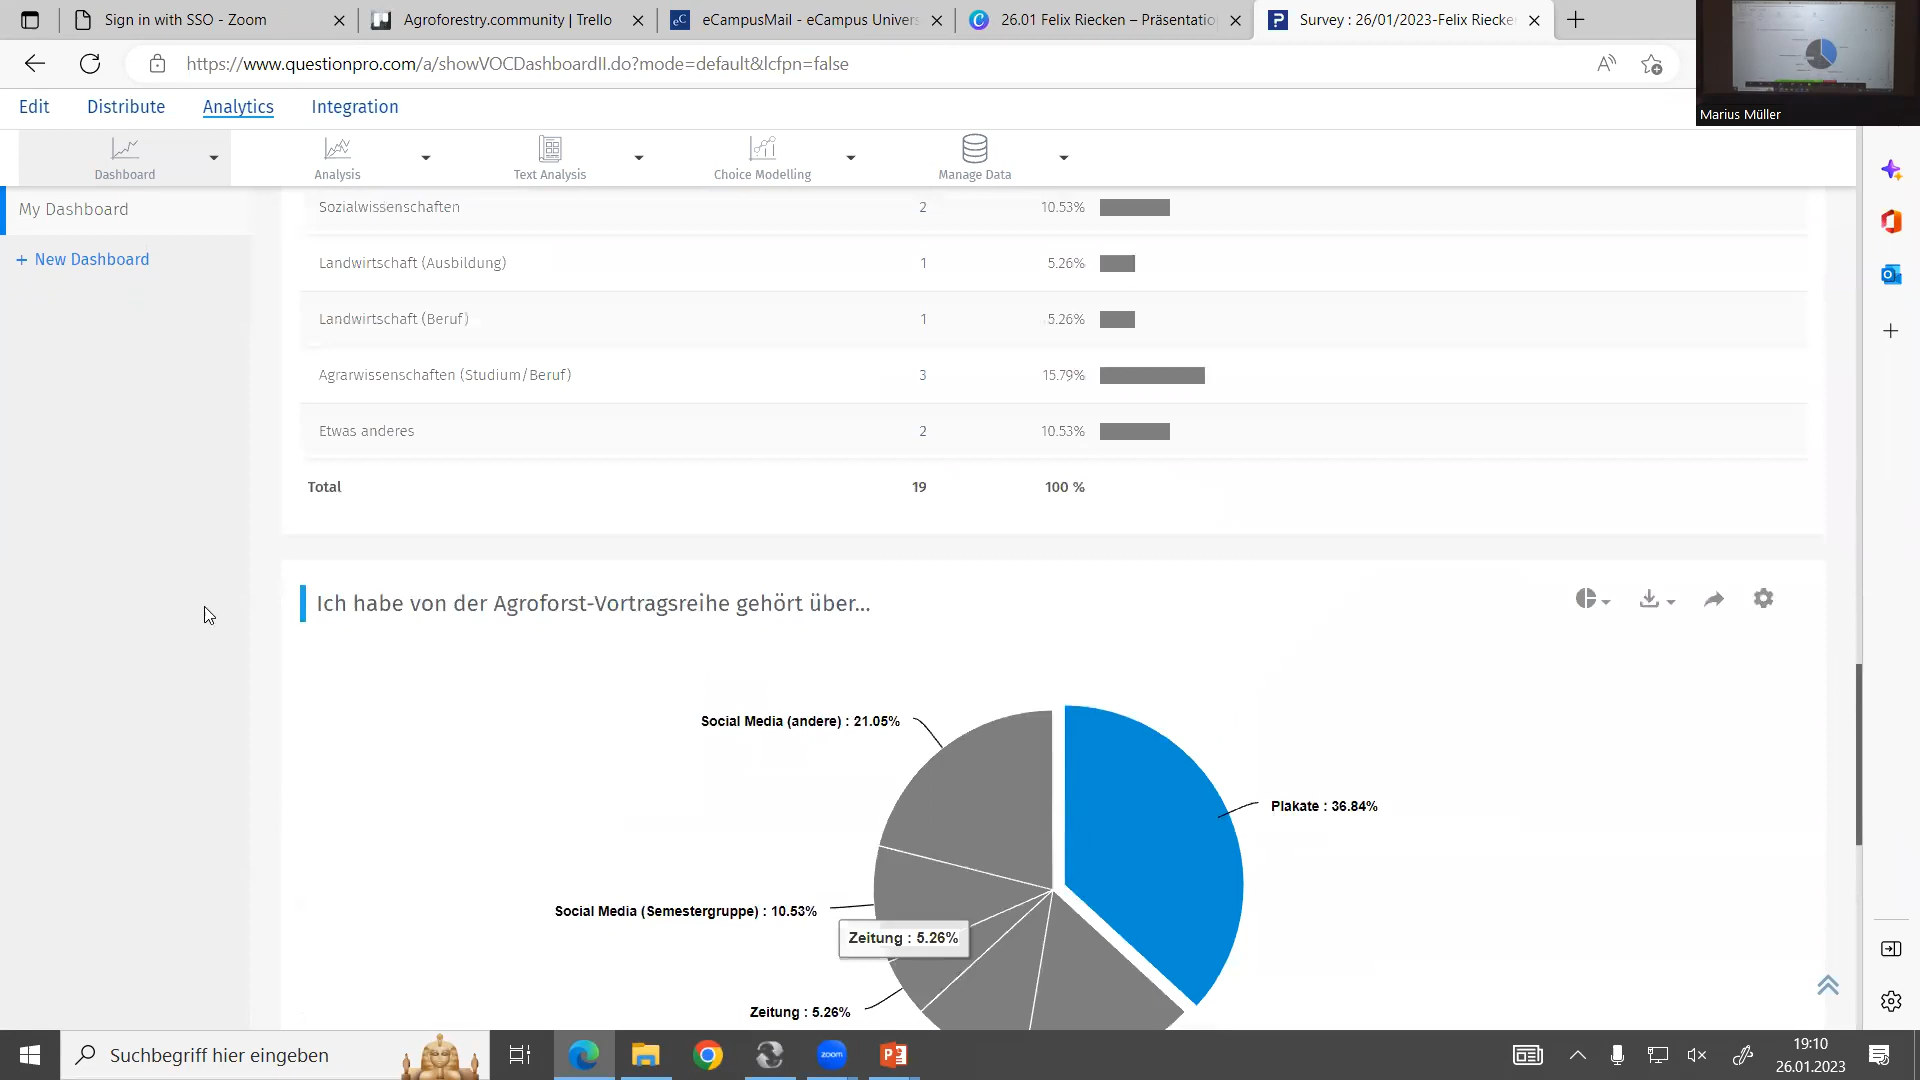 Sign in with SSO - Zoom
Agroforestry.community | Trello
eCampusMail - eCampus Univers
26.01 Felix Riecken – Präsentatio
Survey : 26/01/2023-Felix Riecke
https://www.questionpro.com/a/showVOCDashboardII.do?mode=default&lcfpn=false
Marius Müller
Edit
Distribute
Analytics
Integration
Dashboard
Analysis
Text Analysis
Choice Modelling
Manage Data
My Dashboard
+ New Dashboard
Sozialwissenschaften 2 10.53%
Landwirtschaft (Ausbildung) 1 5.26%
Landwirtschaft (Beruf) 1 5.26%
Agrarwissenschaften (Studium/Beruf) 3 15.79%
Etwas anderes 2 10.53%
Total 19 100 %
Ich habe von der Agroforst-Vortragsreihe gehört über...
Social Media (andere) : 21.05%
Plakate : 36.84%
Social Media (Semestergruppe) : 10.53%
Zeitung : 5.26%
Zeitung : 5.26%
Suchbegriff hier eingeben
zoom
19:10
26.01.2023